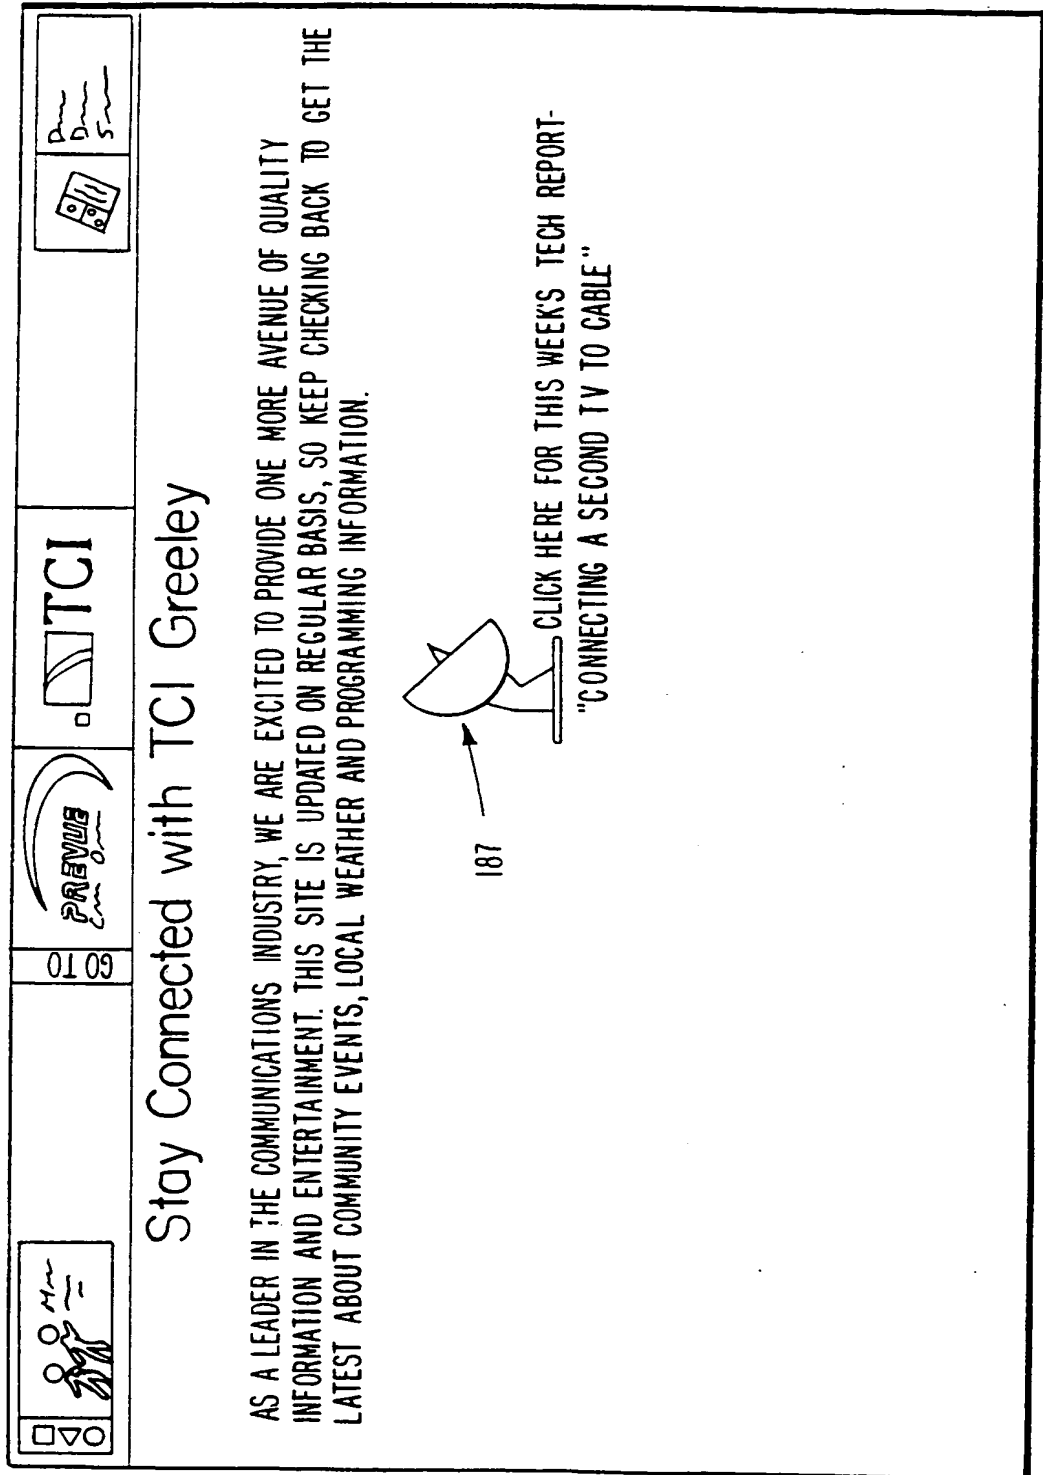 GO TO
PREVUE
TCI
Stay Connected with TCI Greeley
AS A LEADER IN THE COMMUNICATIONS INDUSTRY, WE ARE EXCITED TO PROVIDE ONE MORE AVENUE OF QUALITY
INFORMATION AND ENTERTAINMENT. THIS SITE IS UPDATED ON REGULAR BASIS, SO KEEP CHECKING BACK TO GET THE
LATEST ABOUT COMMUNITY EVENTS, LOCAL WEATHER AND PROGRAMMING INFORMATION.
187
CLICK HERE FOR THIS WEEK'S TECH REPORT-
"CONNECTING A SECOND TV TO CABLE"